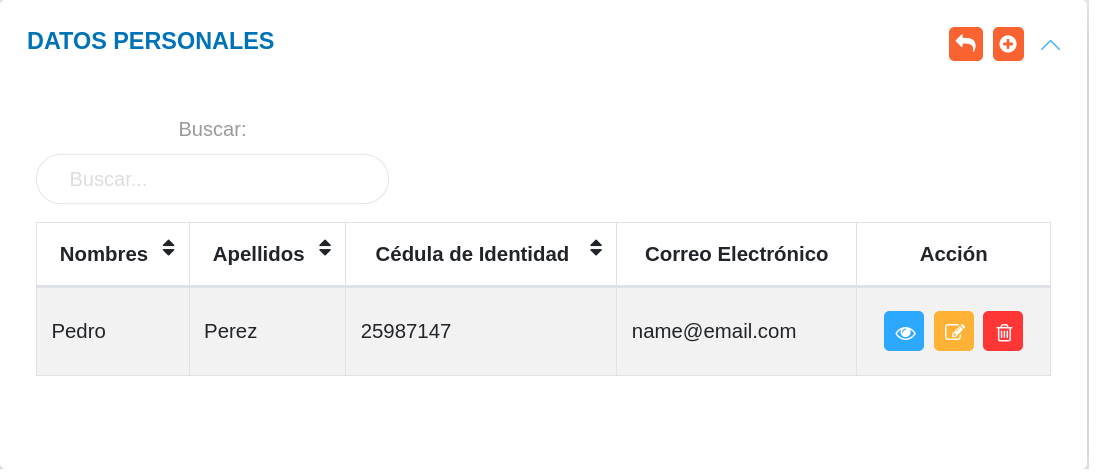 DATOS PERSONALES
Buscar:
Buscar...
Nombres Apellidos Cédula de Identidad Correo Electrónico Acción
Pedro Perez 25987147 name@email.com